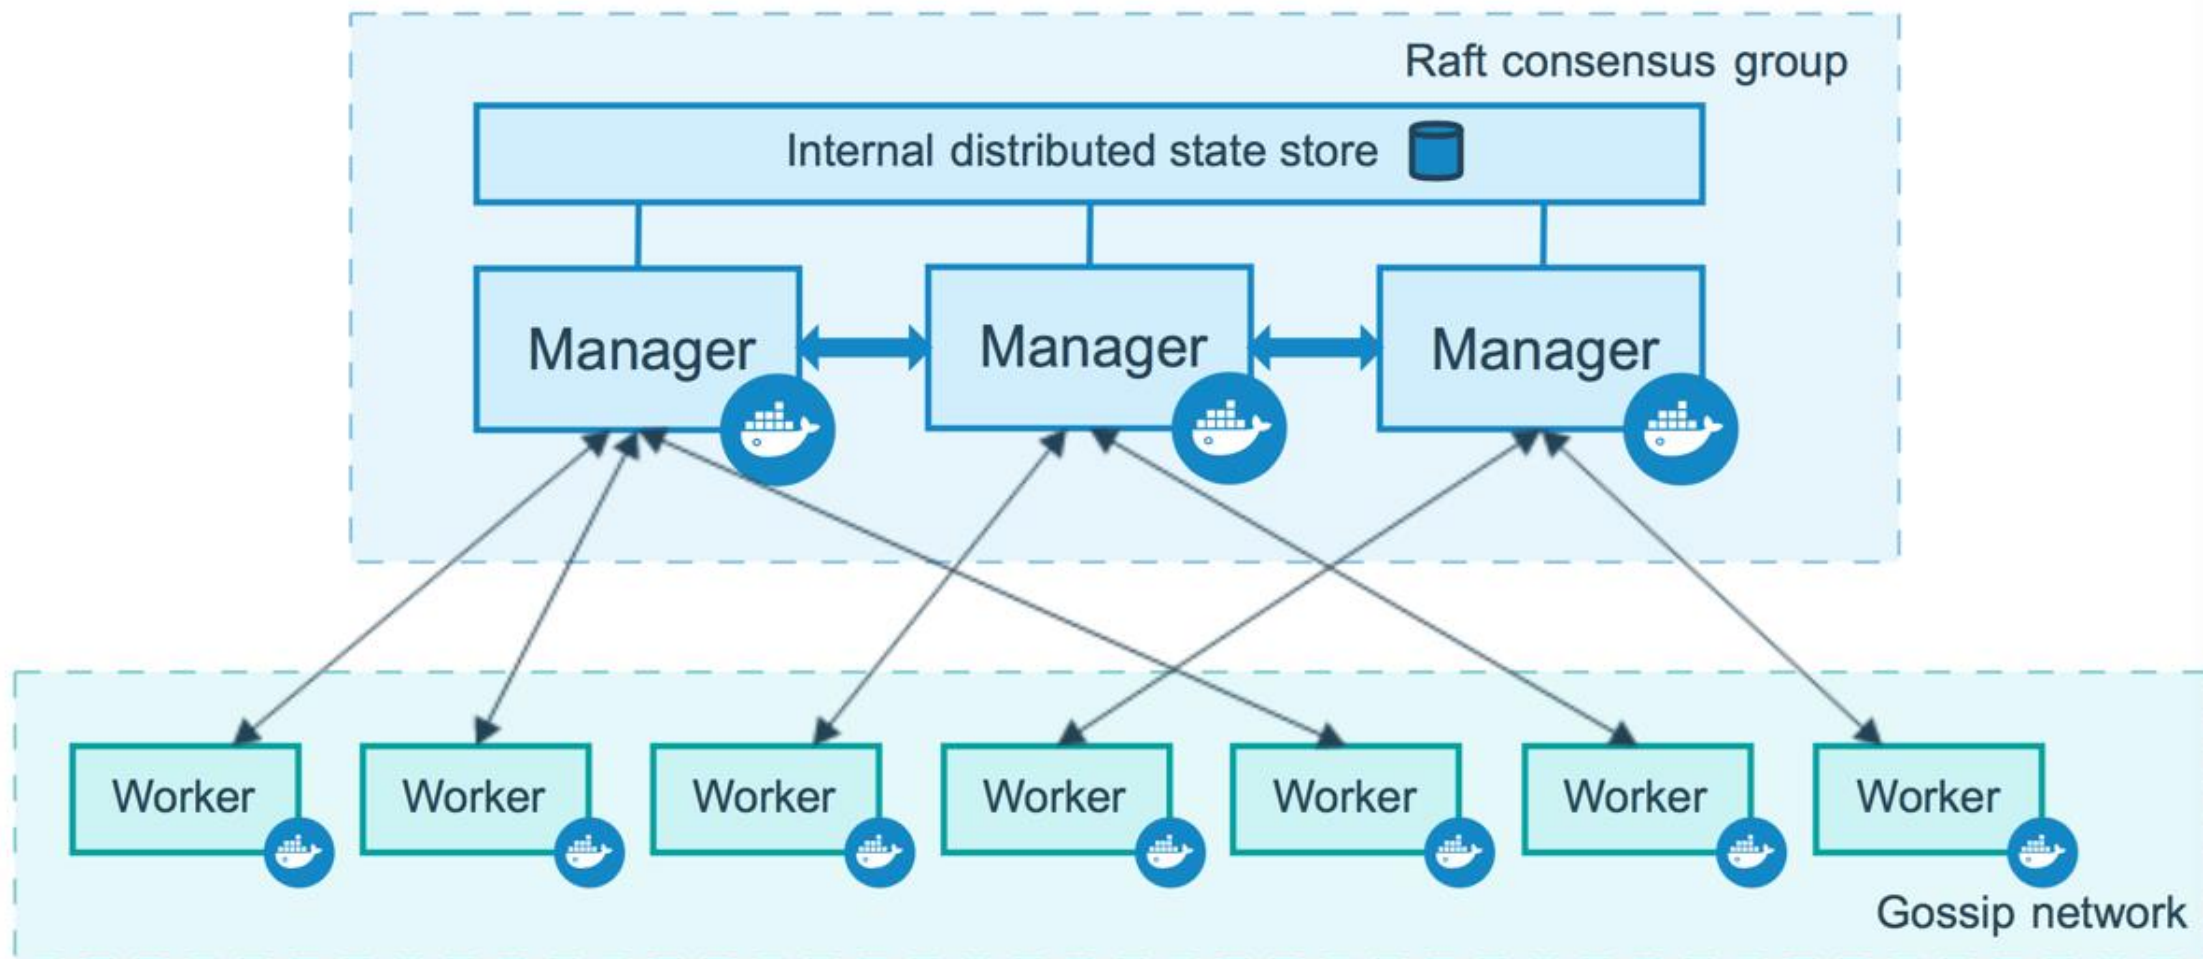 Raft consensus group
Internal distributed state store
Manager
Manager
Manager
Worker
Worker
Worker
Worker
Worker
Worker
Worker
Gossip network